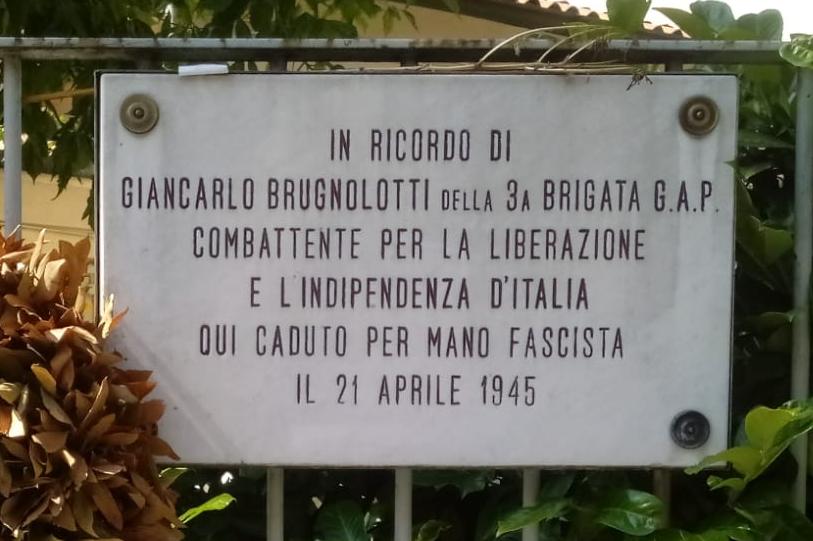 IN RICORDO DI
GIANCARLO BRUGNOLOTTI DELLA 3A BRIGATA G.A.P.
COMBATTENTE PER LA LIBERAZIONE
E L'INDIPENDENZA D'ITALIA
QUI CADUTO PER MANO FASCISTA
IL 21 APRILE 1945